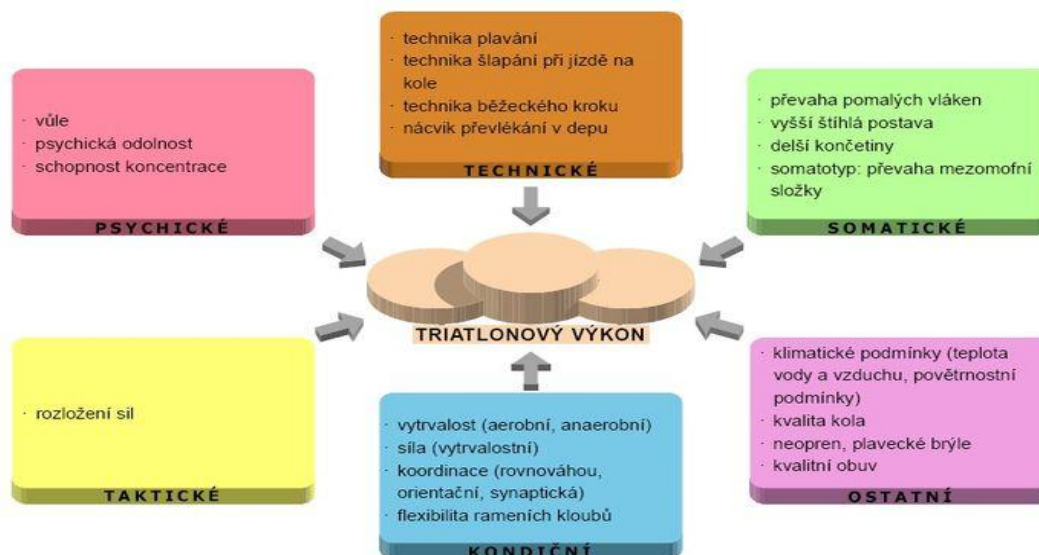 · technika plavání
· technika šlapání při jízdě na
kole
· technika běžeckého kroku
· nácvik převlékání v depu
TECHNICKÉ
· vůle
· psychická odolnost
· schopnost koncentrace
PSYCHICKÉ
· převaha pomalých vláken
· vyšší štíhlá postava
· delší končetiny
· somatotyp: převaha mezomofní
složky
SOMATICKÉ
TRIATLONOVÝ VÝKON
· rozložení sil
TAKTICKÉ
· vytrvalost (aerobní, anaerobní)
· síla (vytrvalostní)
· koordinace (rovnováhou,
orientační, synaptická)
· flexibilita rameních kloubů
KONDIČNÍ
· klimatické podmínky (teplota
vody a vzduchu, povětrnostní
podmínky)
· kvalita kola
· neopren, plavecké brýle
· kvalitní obuv
OSTATNÍ